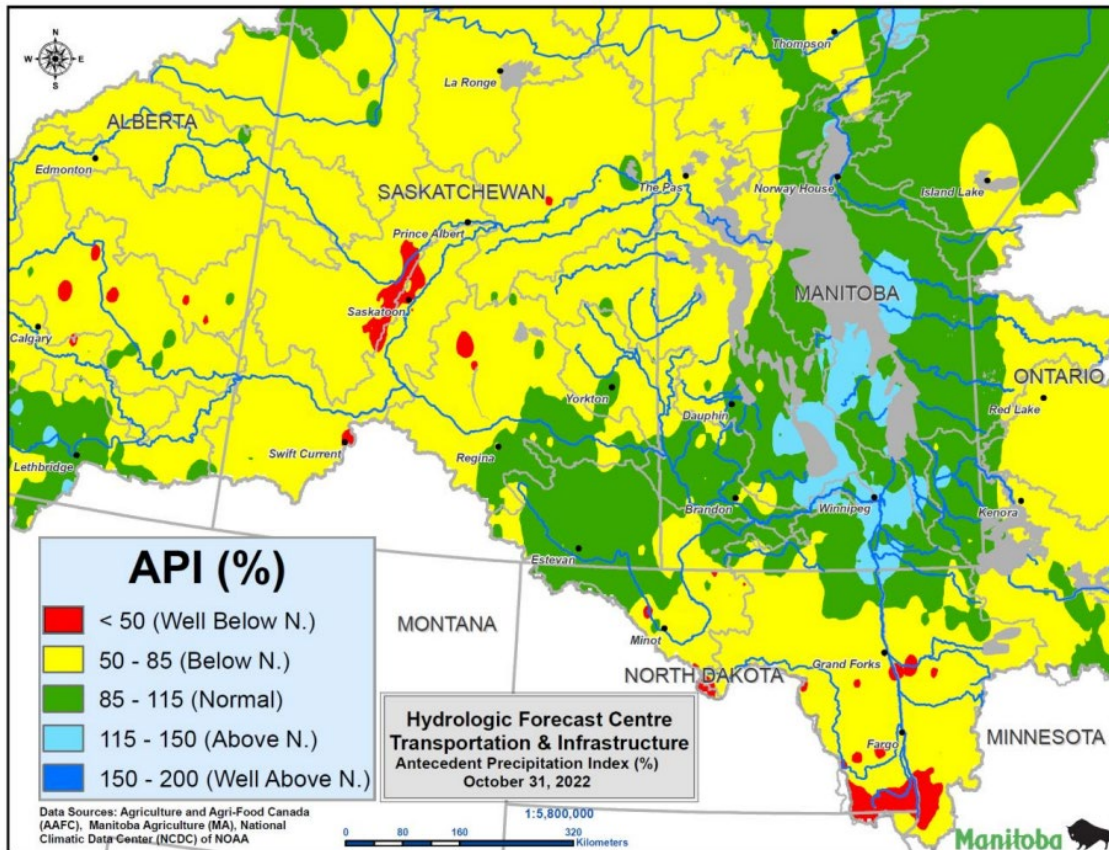 N
W E
S
Thompson
La Ronge
ALBERTA
Edmonton
SASKATCHEWAN
The Pas
Norway House
Island Lake
Prince Albert
MANITOBA
Saskatoon
Calgary
ONTARIO
Yorkton
Dauphin
Red Lake
Lethbridge
Swift Current
Regina
Brandon
Winnipeg
Kenora
Estevan
API (%)
< 50 (Well Below N.)
50 - 85 (Below N.)
85 - 115 (Normal)
115 - 150 (Above N.)
150 - 200 (Well Above N.)
MONTANA
Minot
NORTH DAKOTA
Grand Forks
Fargo
MINNESOTA
Hydrologic Forecast Centre
Transportation & Infrastructure
Antecedent Precipitation Index (%)
October 31, 2022
Data Sources: Agriculture and Agri-Food Canada
(AAFC), Manitoba Agriculture (MA), National
Climatic Data Center (NCDC) of NOAA
1:5,800,000
0 80 160 320
Kilometers
Manitoba